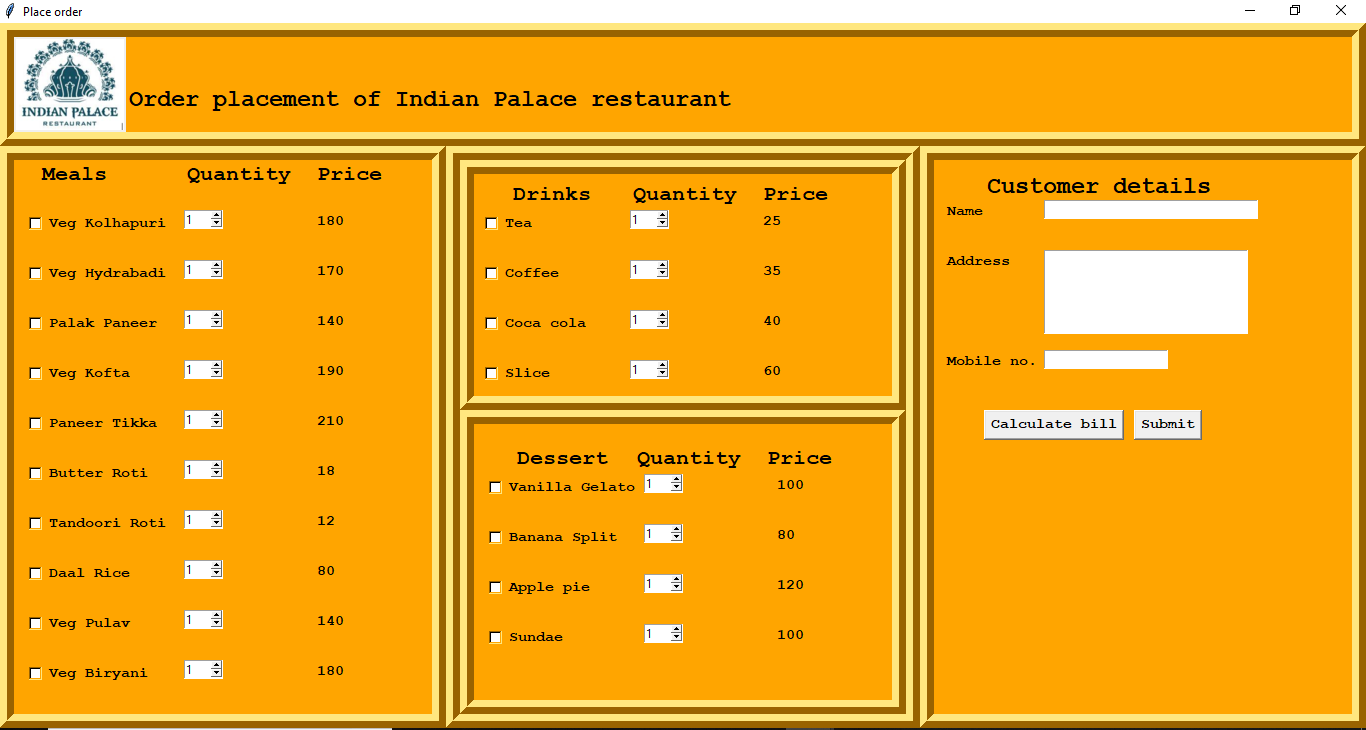 Place order
INDIAN PALACE
RESTAURANT
Order placement of Indian Palace restaurant
Meals Quantity Price
Veg Kolhapuri 1 180
Veg Hydrabadi 1 170
Palak Paneer 1 140
Veg Kofta 1 190
Paneer Tikka 1 210
Butter Roti 1 18
Tandoori Roti 1 12
Daal Rice 1 80
Veg Pulav 1 140
Veg Biryani 1 180
Drinks Quantity Price
Tea 1 25
Coffee 1 35
Coca cola 1 40
Slice 1 60
Dessert Quantity Price
Vanilla Gelato 1 100
Banana Split 1 80
Apple pie 1 120
Sundae 1 100
Customer details
Name
Address
Mobile no.
Calculate bill Submit